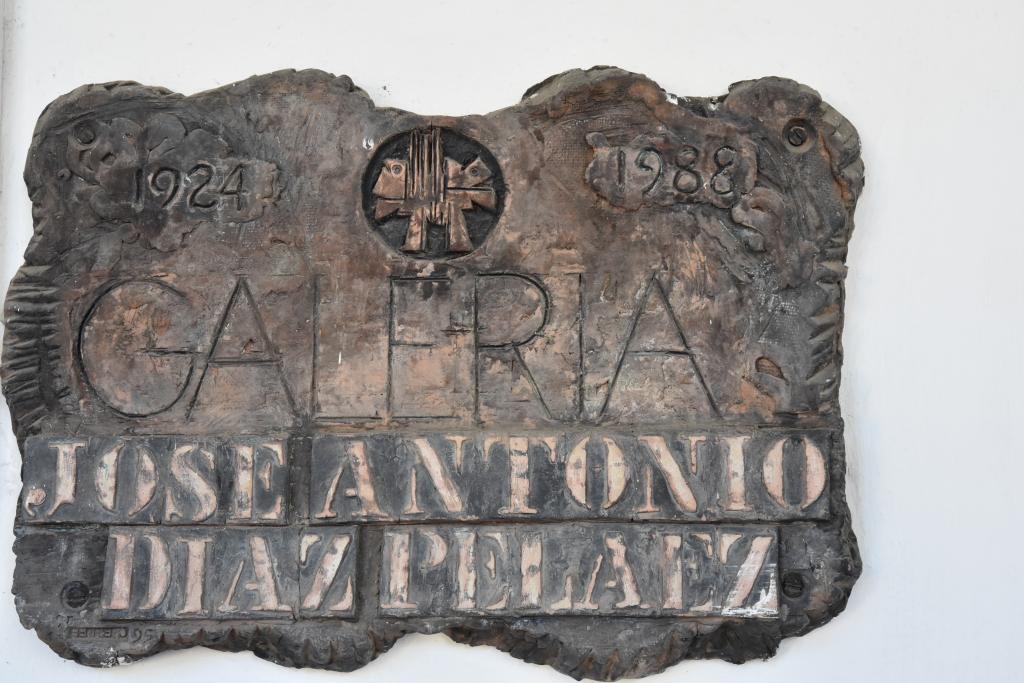 1924 1988
GALERIA
JOSE ANTONIO
DIAZ PELAEZ